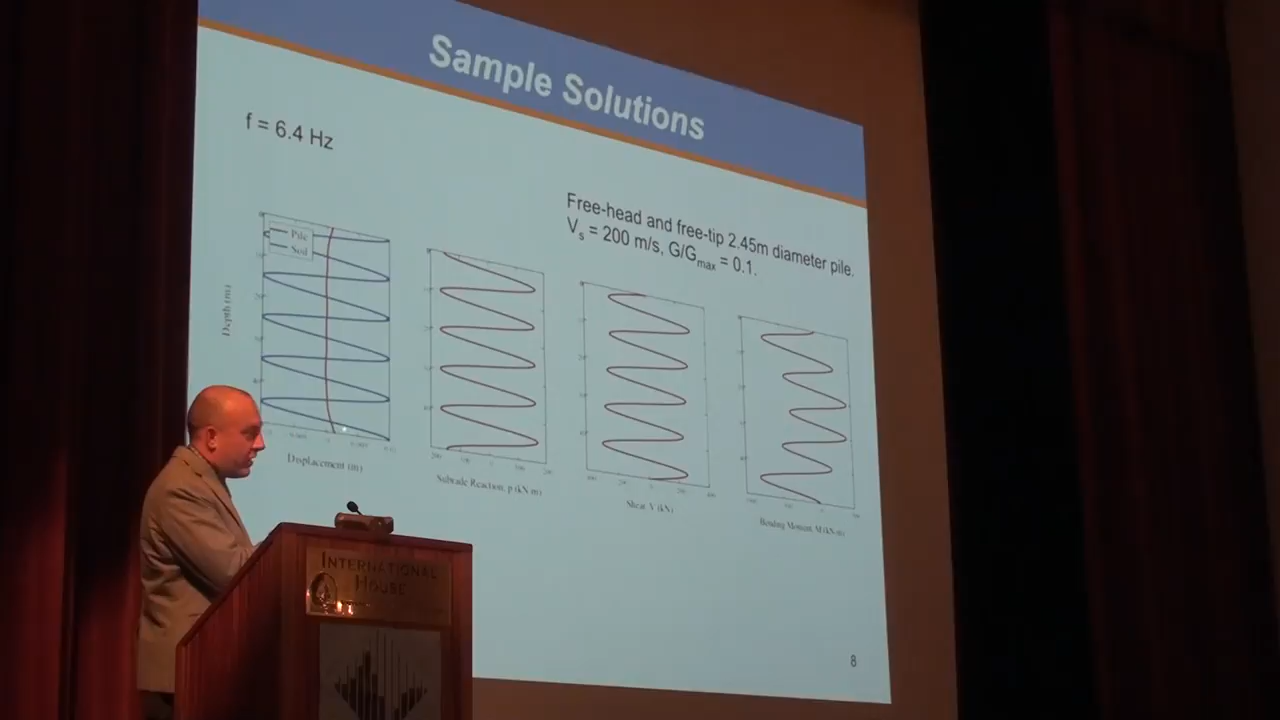 Sample Solutions
f = 6.4 Hz
Free-head and free-tip 2.45m diameter pile.
Vs = 200 m/s, G/Gmax = 0.1.
Pile
Soil
Depth (m)
Displacement (m)
Subgrade Reaction, p (kN/m)
Shear, V (kN)
Bending Moment, M (kN-m)
8
INTERNATIONAL
HOUSE